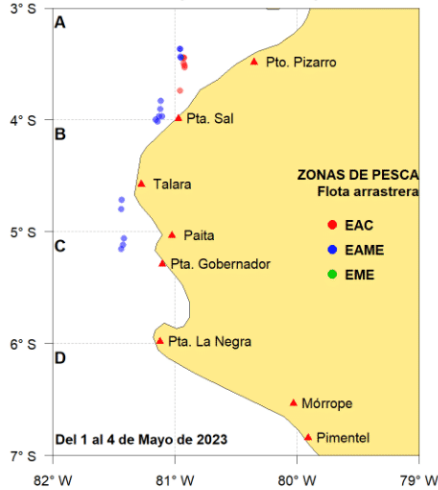 3° S
A
Pto. Pizarro
4° S
Pta. Sal
B
Talara
ZONAS DE PESCA
Flota arrastrera
EAC
5° S
Paita
C
EAME
Pta. Gobernador
EME
6° S
Pta. La Negra
D
Mórrope
Del 1 al 4 de Mayo de 2023
Pimentel
7° S
82° W
81° W
80° W
79° W